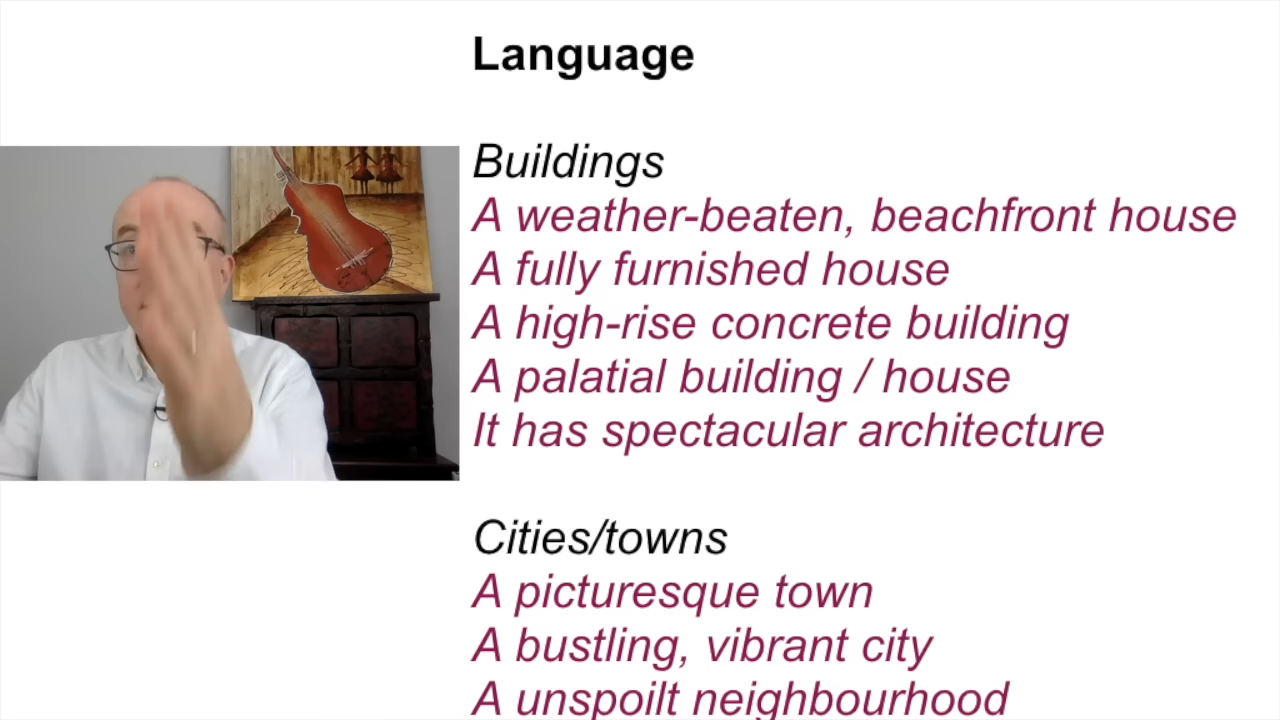 Language
Buildings
A weather-beaten, beachfront house
A fully furnished house
A high-rise concrete building
A palatial building / house
It has spectacular architecture
Cities/towns
A picturesque town
A bustling, vibrant city
A unspoilt neighbourhood